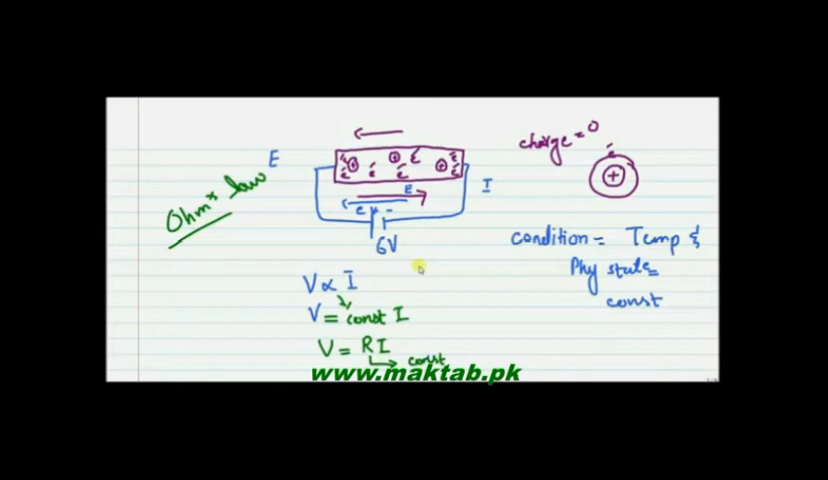 charge = 0
E
I
Ohm's law
E
e
6V
condition = Temp &
Phy state =
const
V ∝ I
V = const I
V = RI
const
www.maktab.pk